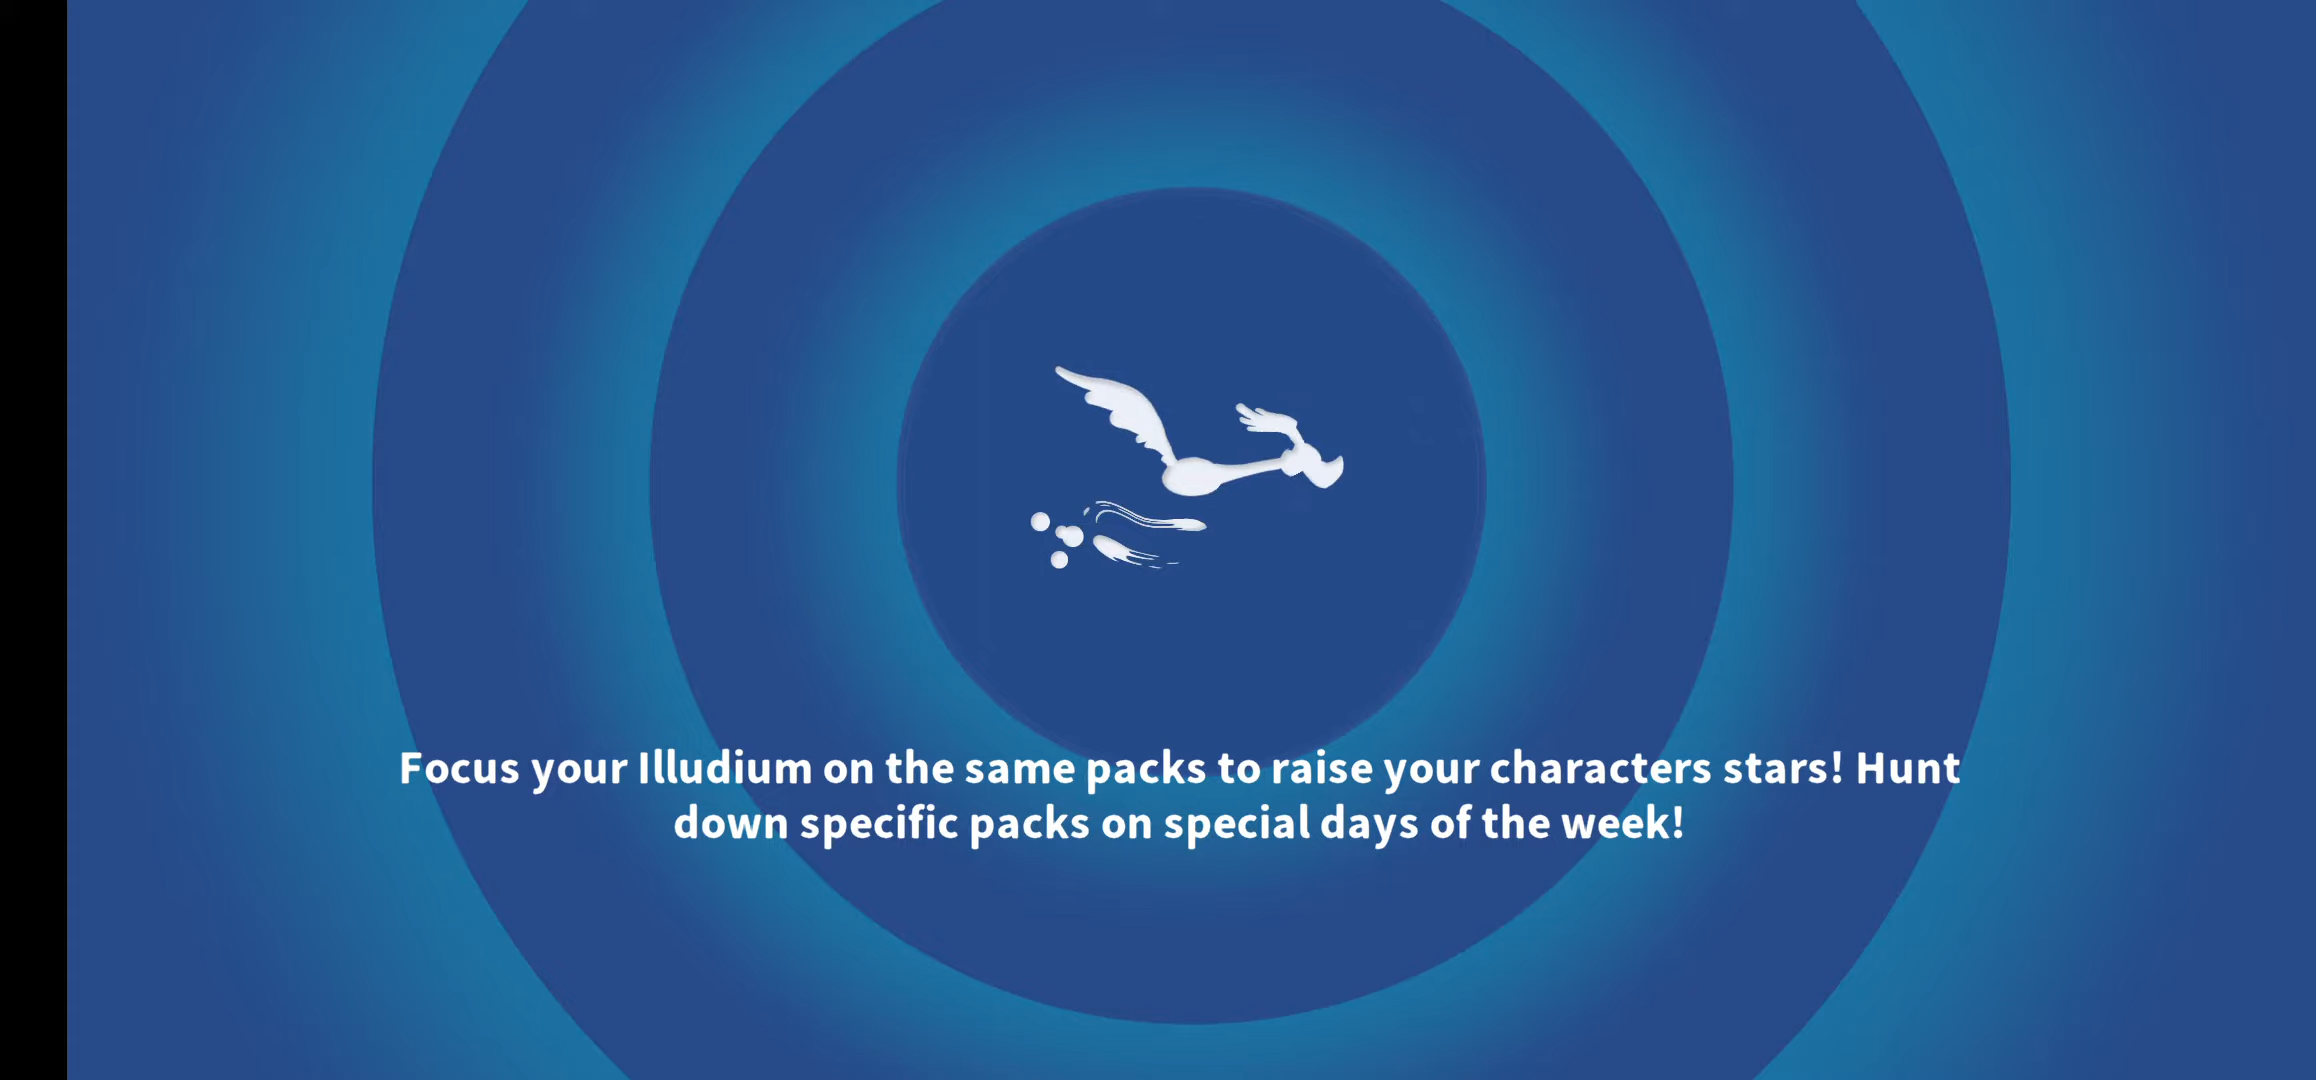 Focus your Illudium on the same packs to raise your characters stars! Hunt
down specific packs on special days of the week!